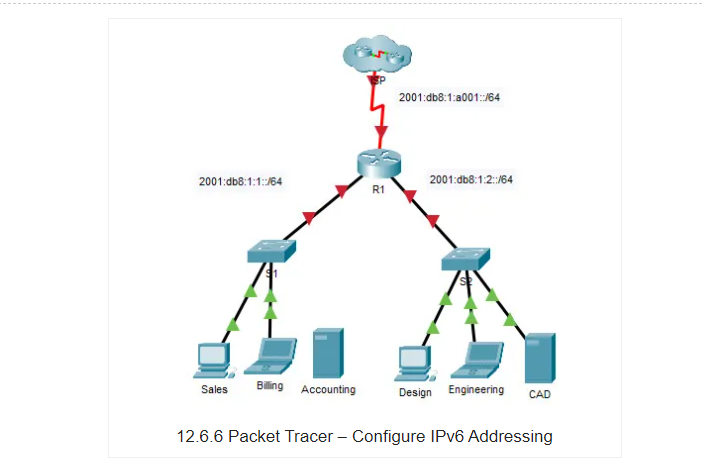 ISP
2001:db8:1:a001::/64
2001:db8:1:1::/64
2001:db8:1:2::/64
R1
S1
S2
Sales
Billing
Accounting
Design
Engineering
CAD
12.6.6 Packet Tracer – Configure IPv6 Addressing